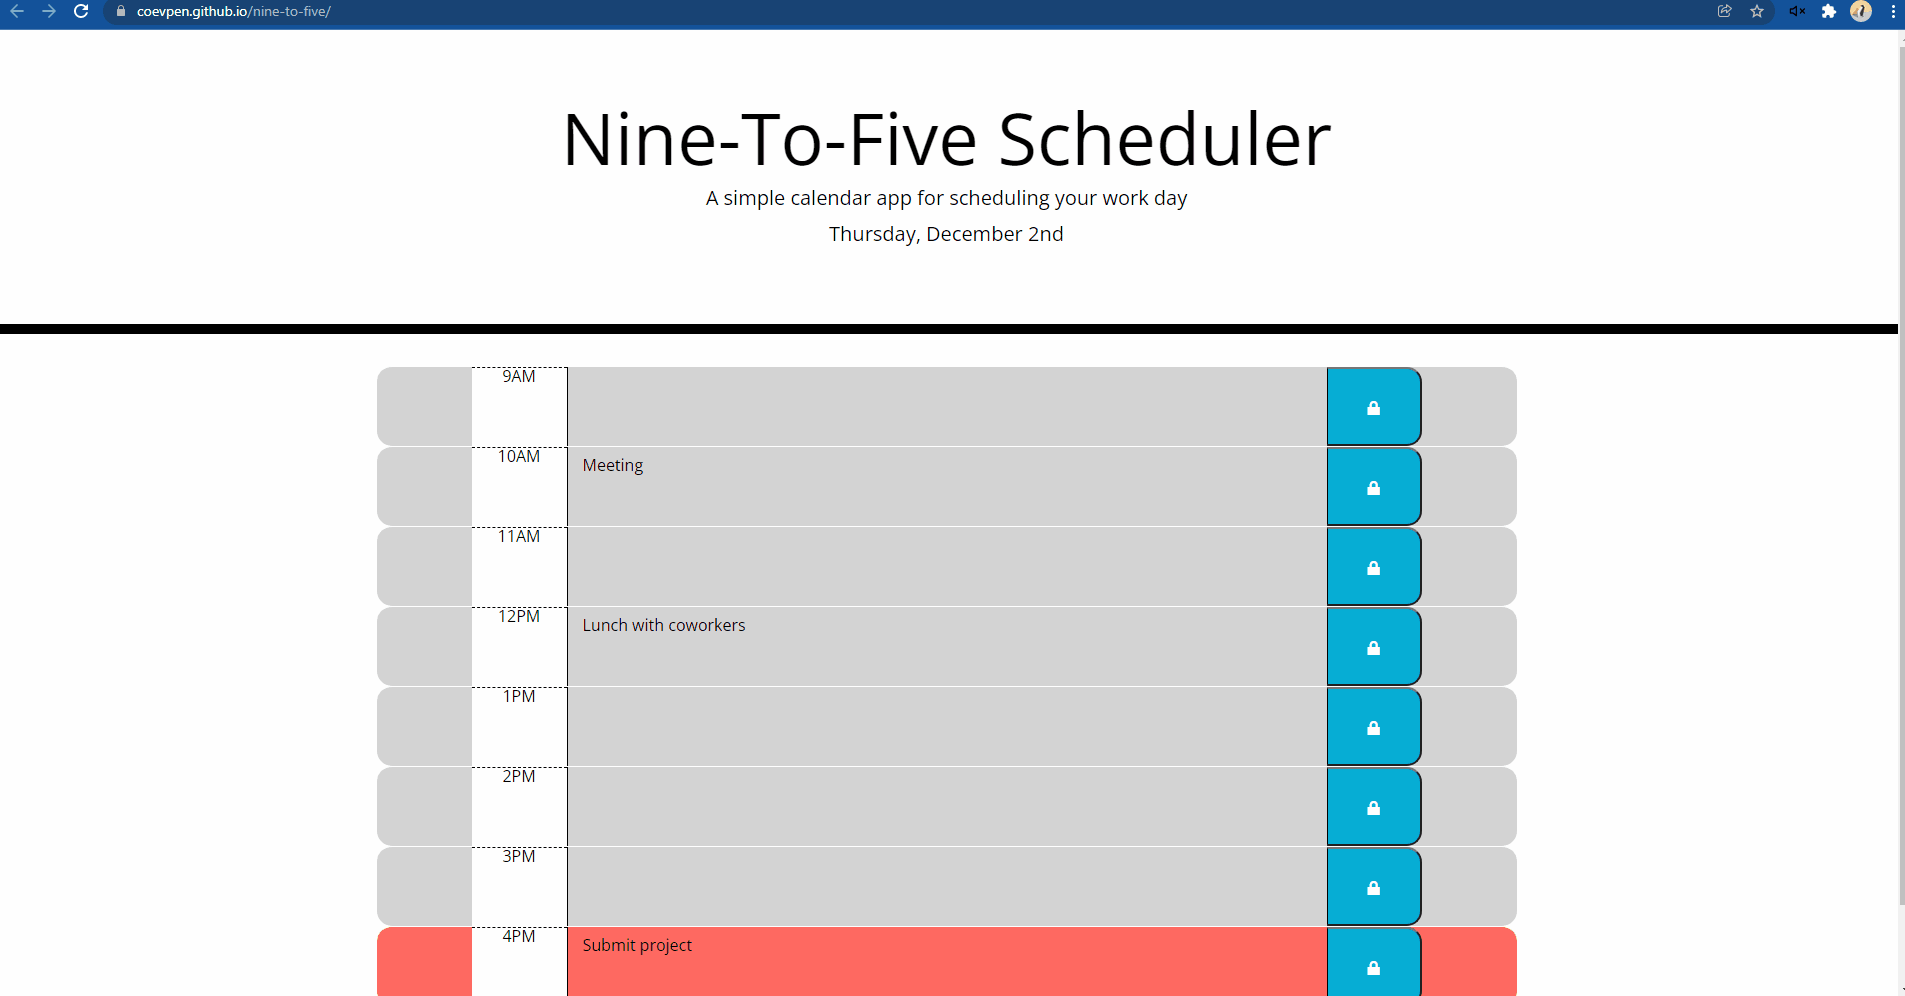 coevpen.github.io/nine-to-five/
Nine-To-Five Scheduler
A simple calendar app for scheduling your work day
Thursday, December 2nd
9AM
10AM Meeting
11AM
12PM Lunch with coworkers
1PM
2PM
3PM
4PM Submit project